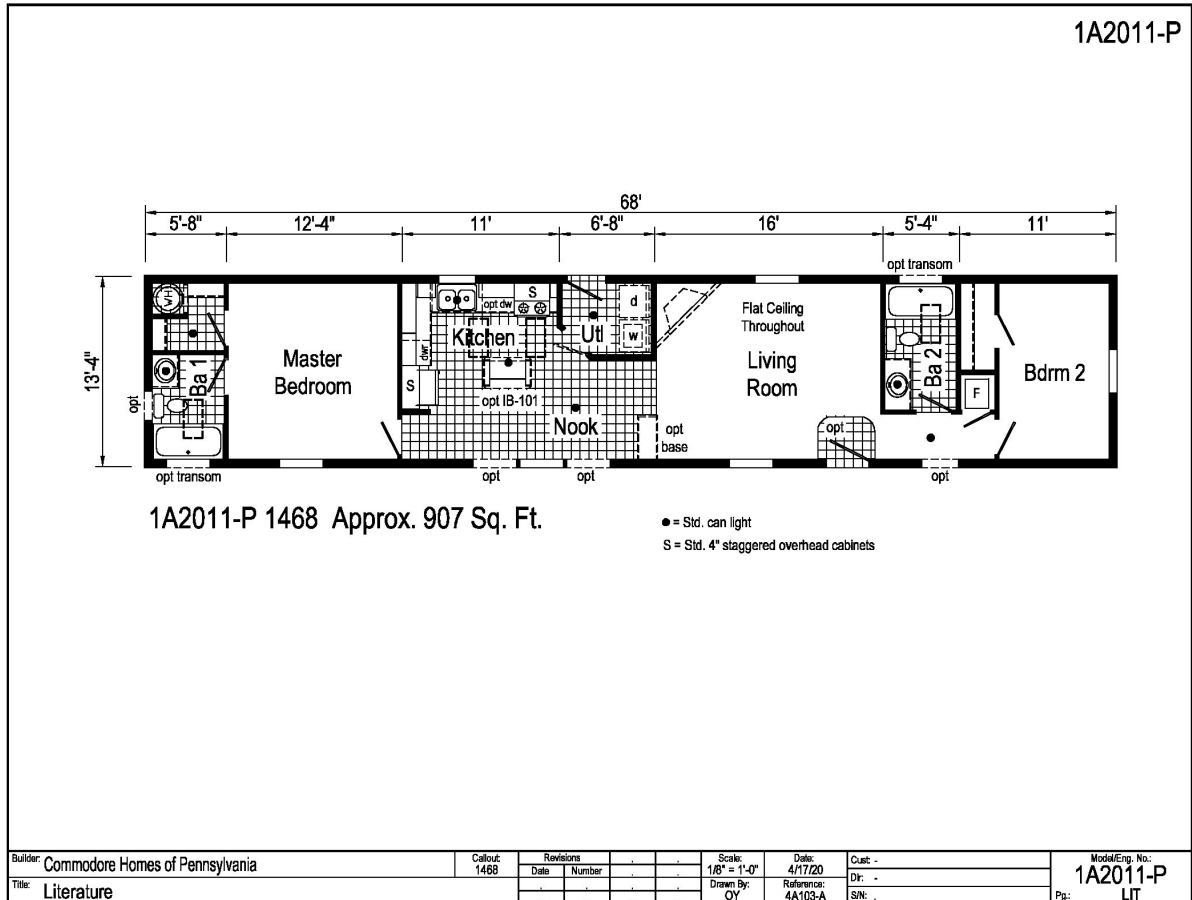 1A2011-P
68'
5'-8" 12'-4" 11' 6'-8" 16' 5'-4" 11'
13'-4"
opt transom
WH
S
opt dw
d
Flat Ceiling
Throughout
Kitchen
Utl
w
dwr
Master
Bedroom
Living
Room
Ba 1
Ba 2
Bdrm 2
S
F
opt IB-101
opt
Nook
opt
base
opt
opt transom
opt
opt
opt
1A2011-P 1468 Approx. 907 Sq. Ft.
● = Std. can light
S = Std. 4" staggered overhead cabinets
Builder: Commodore Homes of Pennsylvania
Title: Literature
Callout:
1468
Revisions
Date Number
Scale:
1/8" = 1'-0"
Drawn By:
OY
Date:
4/17/20
Reference:
4A103-A
Cust: -
Dir: -
S/N: .
Model/Eng. No.:
1A2011-P
Pg.: LIT